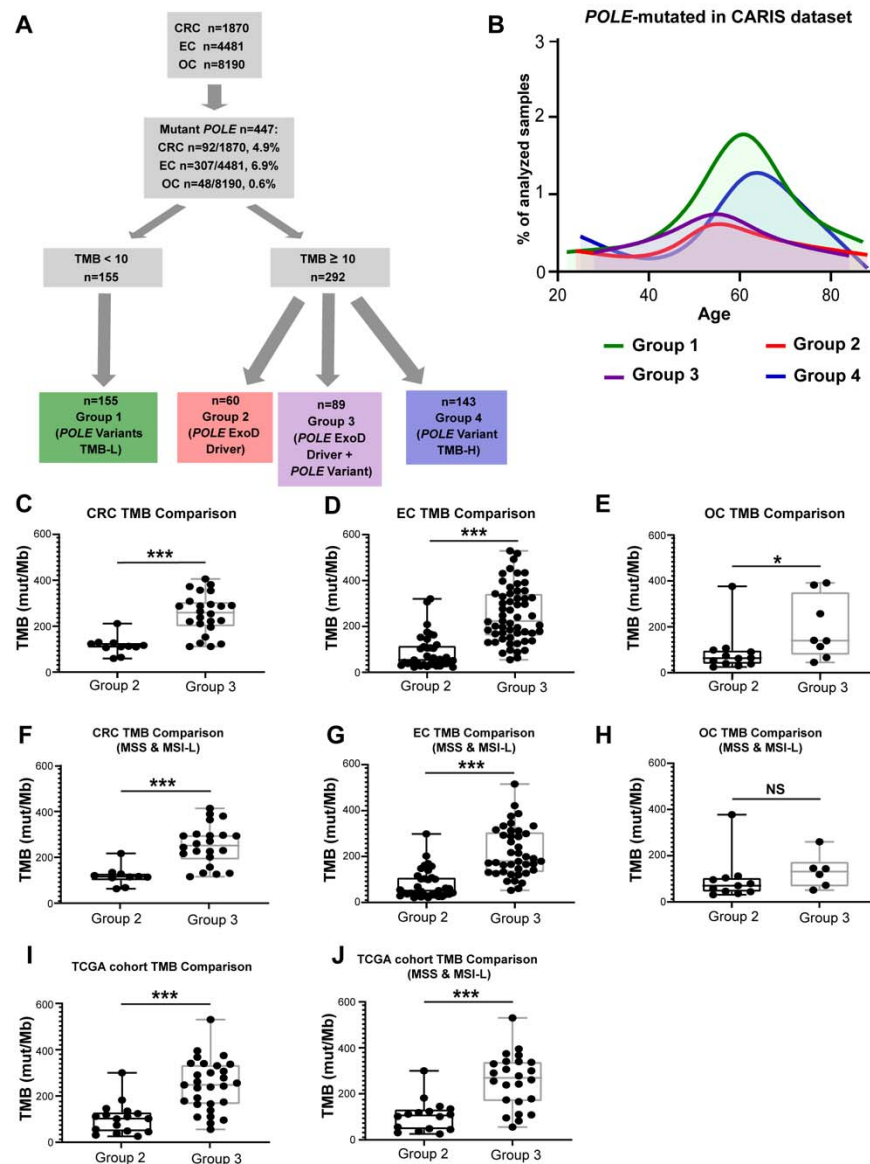 A
CRC n=1870
EC n=4481
OC n=8190
Mutant POLE n=447:
CRC n=92/1870, 4.9%
EC n=307/4481, 6.9%
OC n=48/8190, 0.6%
TMB < 10
n=155
TMB ≥ 10
n=292
n=155
Group 1
(POLE Variants
TMB-L)
n=60
Group 2
(POLE ExoD
Driver)
n=89
Group 3
(POLE ExoD
Driver +
POLE Variant)
n=143
Group 4
(POLE Variant
TMB-H)
B
POLE-mutated in CARIS dataset
% of analyzed samples
3
2
1
0
20 40 60 80
Age
Group 1
Group 2
Group 3
Group 4
C
CRC TMB Comparison
TMB (mut/Mb)
600
400
200
0
***
Group 2 Group 3
D
EC TMB Comparison
TMB (mut/Mb)
600
400
200
0
***
Group 2 Group 3
E
OC TMB Comparison
TMB (mut/Mb)
600
400
200
0
*
Group 2 Group 3
F
CRC TMB Comparison
(MSS & MSI-L)
TMB (mut/Mb)
600
400
200
0
***
Group 2 Group 3
G
EC TMB Comparison
(MSS & MSI-L)
TMB (mut/Mb)
600
400
200
0
***
Group 2 Group 3
H
OC TMB Comparison
(MSS & MSI-L)
TMB (mut/Mb)
600
400
200
0
NS
Group 2 Group 3
I
TCGA cohort TMB Comparison
TMB (mut/Mb)
600
400
200
0
***
Group 2 Group 3
J
TCGA cohort TMB Comparison
(MSS & MSI-L)
TMB (mut/Mb)
600
400
200
0
***
Group 2 Group 3